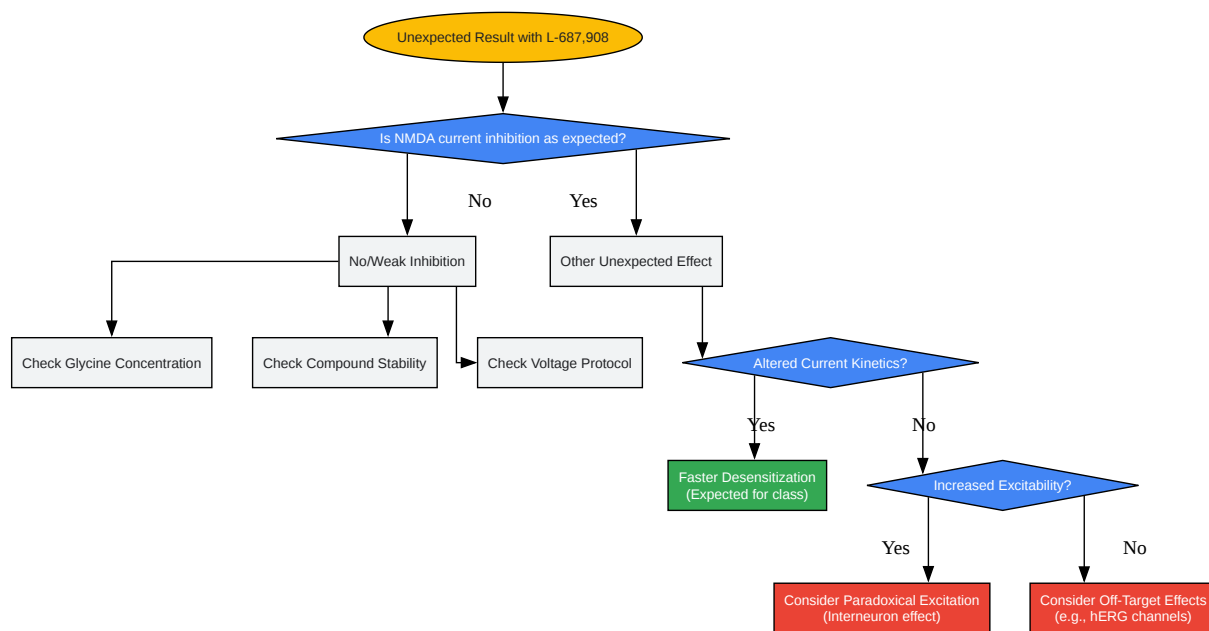 Unexpected Result with L-687,908
Is NMDA current inhibition as expected?
No
Yes
No/Weak Inhibition
Other Unexpected Effect
Check Glycine Concentration
Check Compound Stability
Check Voltage Protocol
Altered Current Kinetics?
Yes
No
Faster Desensitization
(Expected for class)
Increased Excitability?
Yes
No
Consider Paradoxical Excitation
(Interneuron effect)
Consider Off-Target Effects
(e.g., hERG channels)